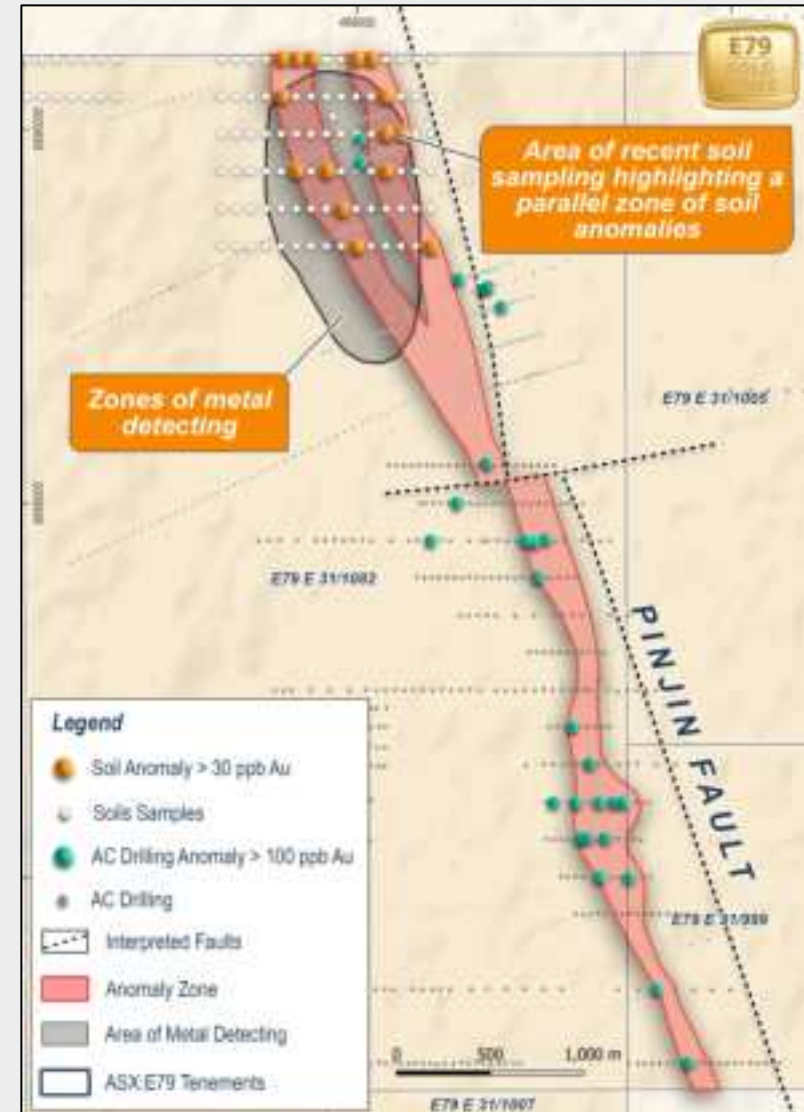 E79
GOLD
Area of recent soil
sampling highlighting a
parallel zone of soil
anomalies
Zones of metal
detecting
E79 E 31/1005
E79 E 31/1082
PINJIN FAULT
Legend
Soil Anomaly > 30 ppb Au
Soils Samples
AC Drilling Anomaly > 100 ppb Au
AC Drilling
Interpreted Faults
Anomaly Zone
Area of Metal Detecting
ASX:E79 Tenements
E79 E 31/999
0 500 1,000 m
E79 E 31/1007